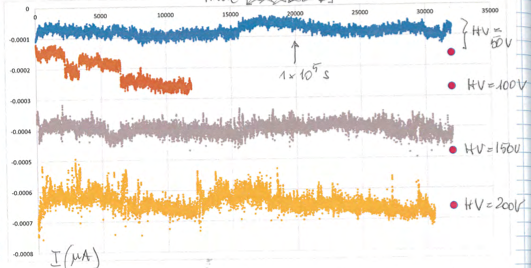 0 5000 10000 15000 20000 25000 30000 35000
0
-0.0001
-0.0002
-0.0003
-0.0004
-0.0005
-0.0006
-0.0007
-0.0008
HV =
50V
1×10⁵ s
HV=100V
HV=150V
HV=200V
I (μA)